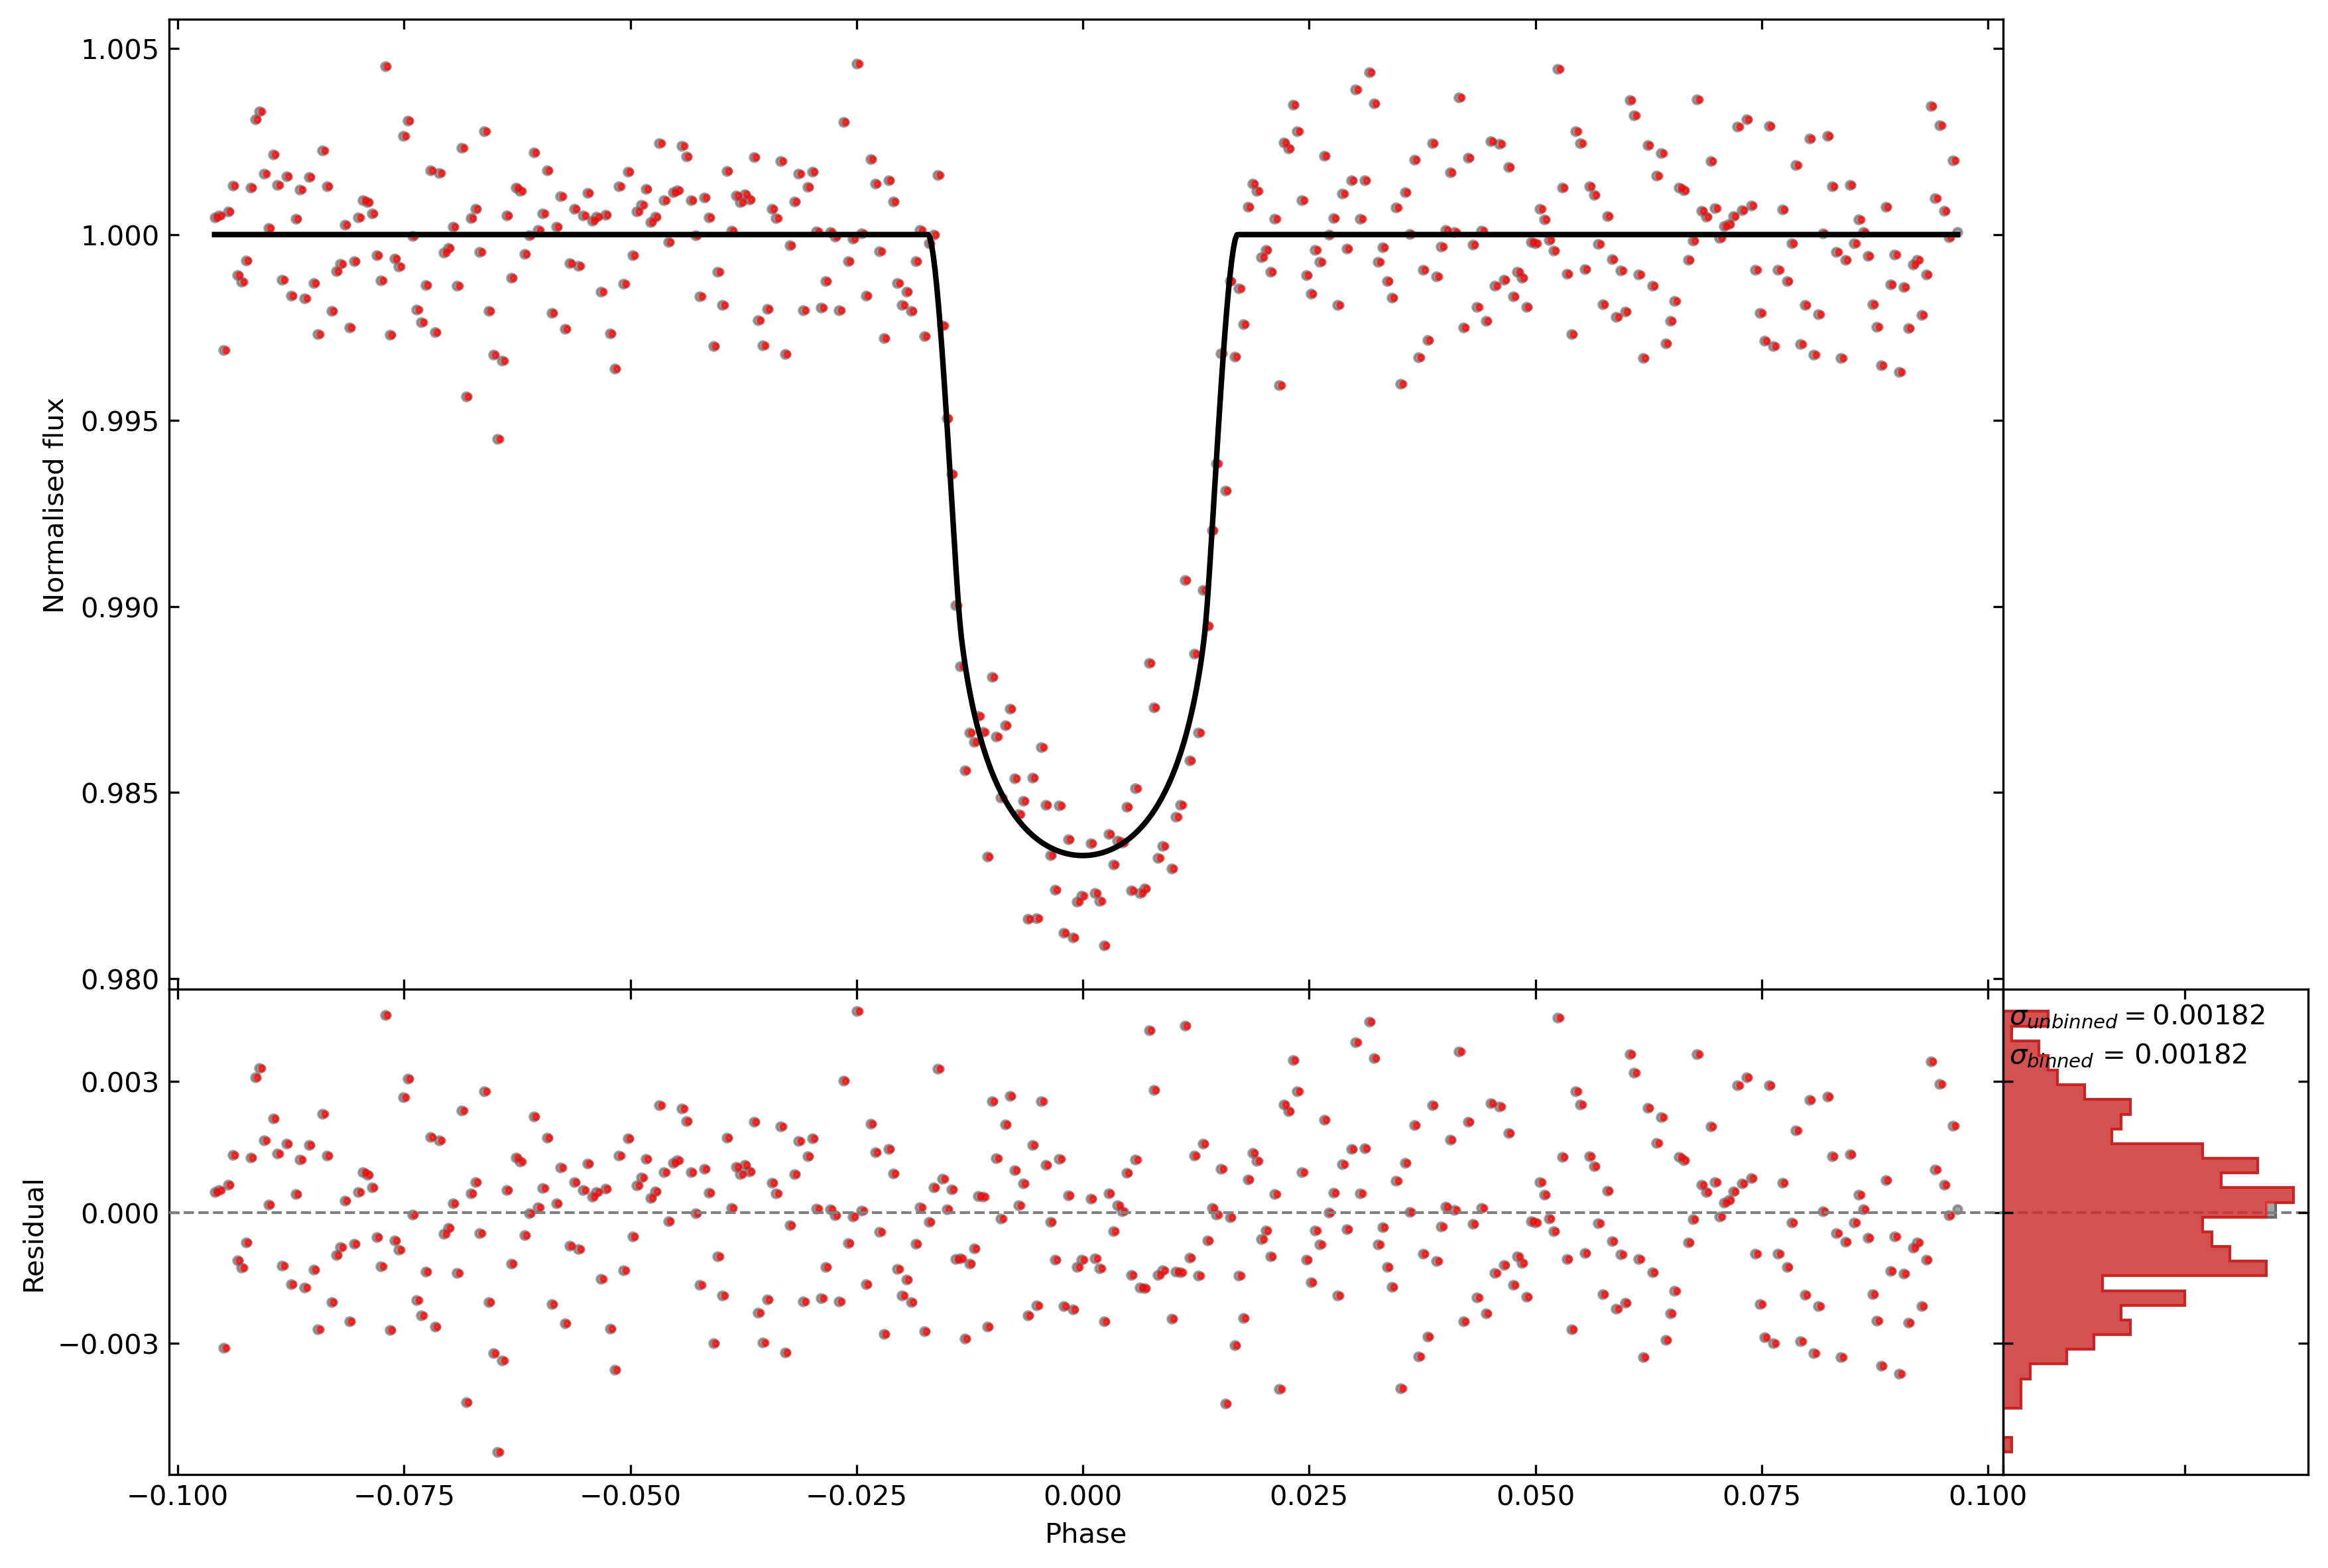 1.005
1.000
0.995
0.990
0.985
0.980
Normalised flux
σunbinned = 0.00182
σbinned = 0.00182
0.003
0.000
−0.003
Residual
−0.100 −0.075 −0.050 −0.025 0.000 0.025 0.050 0.075 0.100
Phase